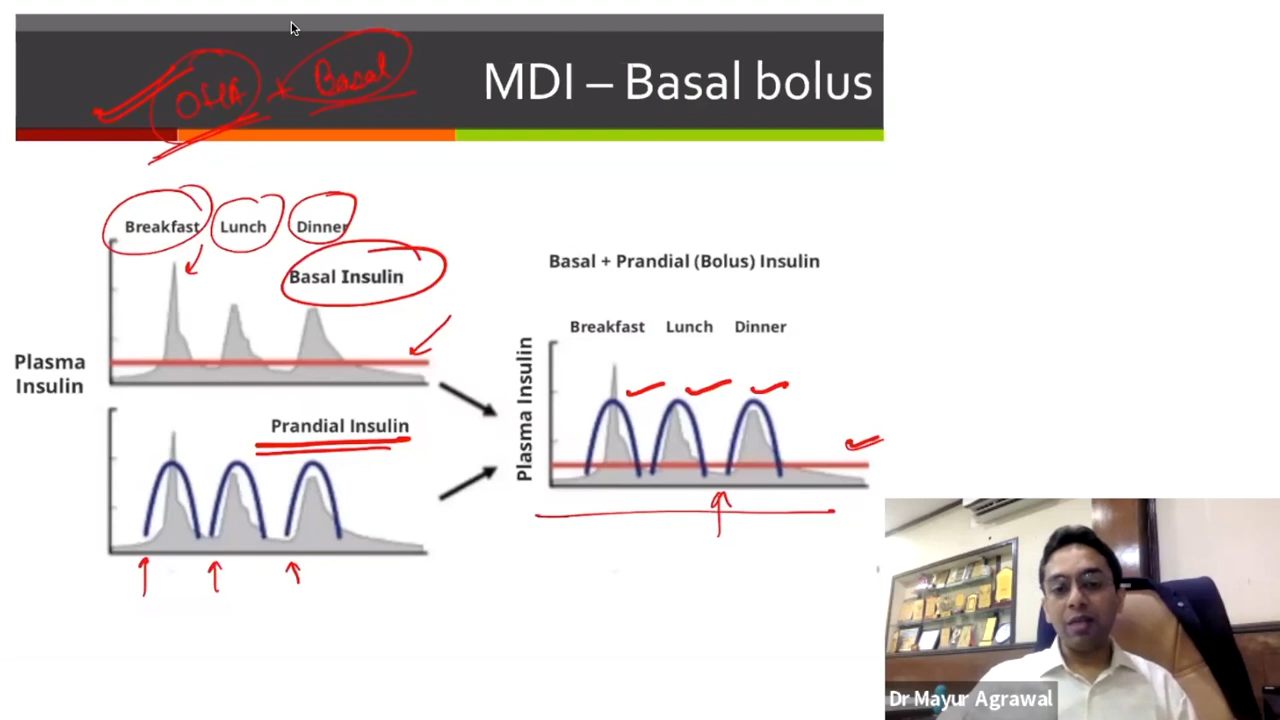 OHA + Basal
MDI – Basal bolus
Breakfast Lunch Dinner
Basal Insulin
Plasma
Insulin
Prandial Insulin
Basal + Prandial (Bolus) Insulin
Breakfast Lunch Dinner
Plasma Insulin
Dr Mayur Agrawal